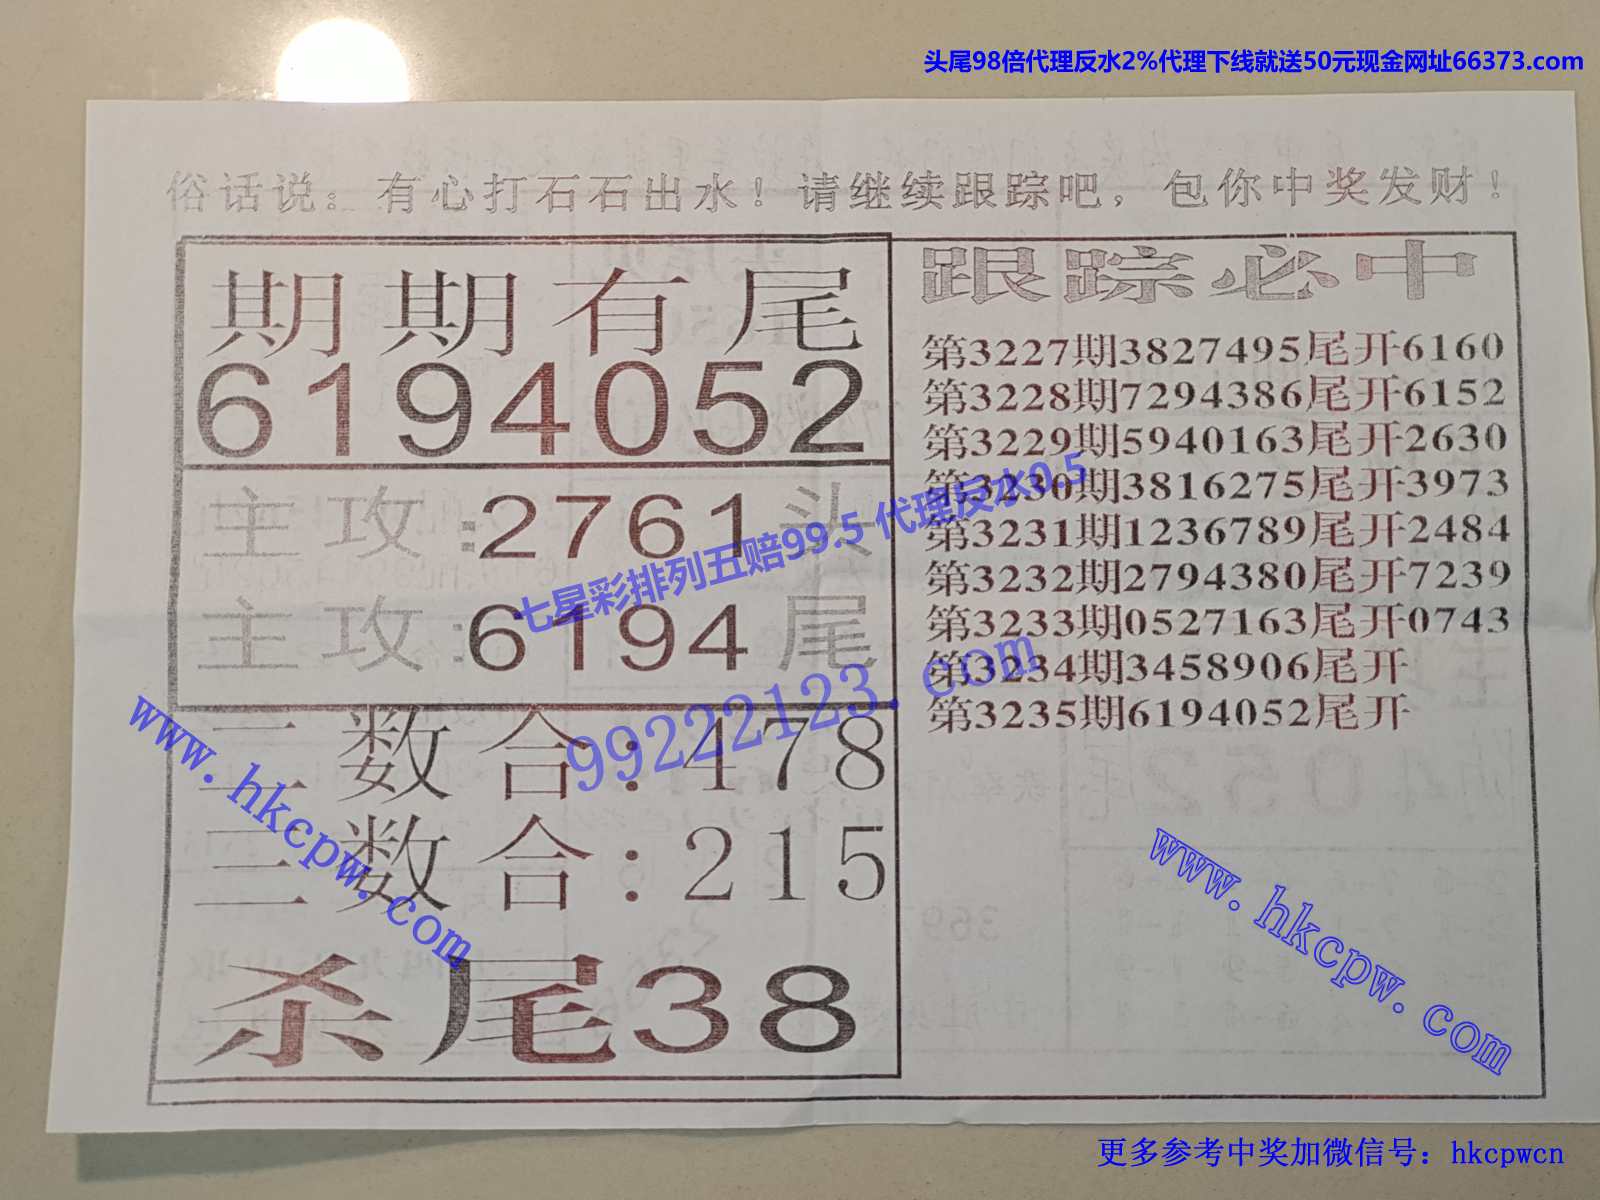 头尾98倍代理反水2%代理下线就送50元现金网址66373.com
俗话说：有心打石石出水！请继续跟踪吧，包你中奖发财！
期期有尾
6194052
主攻:2761头
主攻:6194尾
二数合:478
三数合:215
杀尾38
跟踪必中
第3227期3827495尾开6160
第3228期7294386尾开6152
第3229期5940163尾开2630
第3230期3816275尾开3973
第3231期1236789尾开2484
第3232期2794380尾开7239
第3233期0527163尾开0743
第3234期3458906尾开
第3235期6194052尾开
七星彩排列五赔99.5 代理反水0.5
99222123.com
www.hkcpw.com
www.hkcpw.com
更多参考中奖加微信号：hkcpwcn